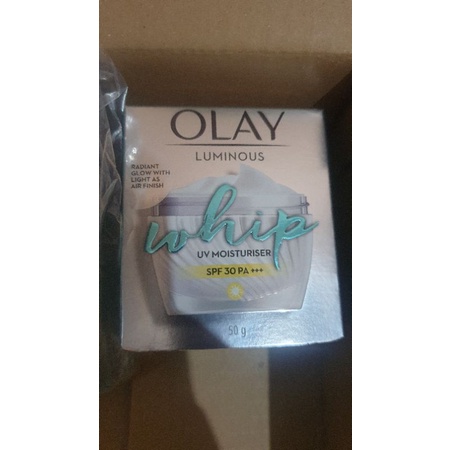 OLAY
LUMINOUS
RADIANT
GLOW WITH
LIGHT AS
AIR FINISH
whip
UV MOISTURISER
SPF 30 PA +++
50 g